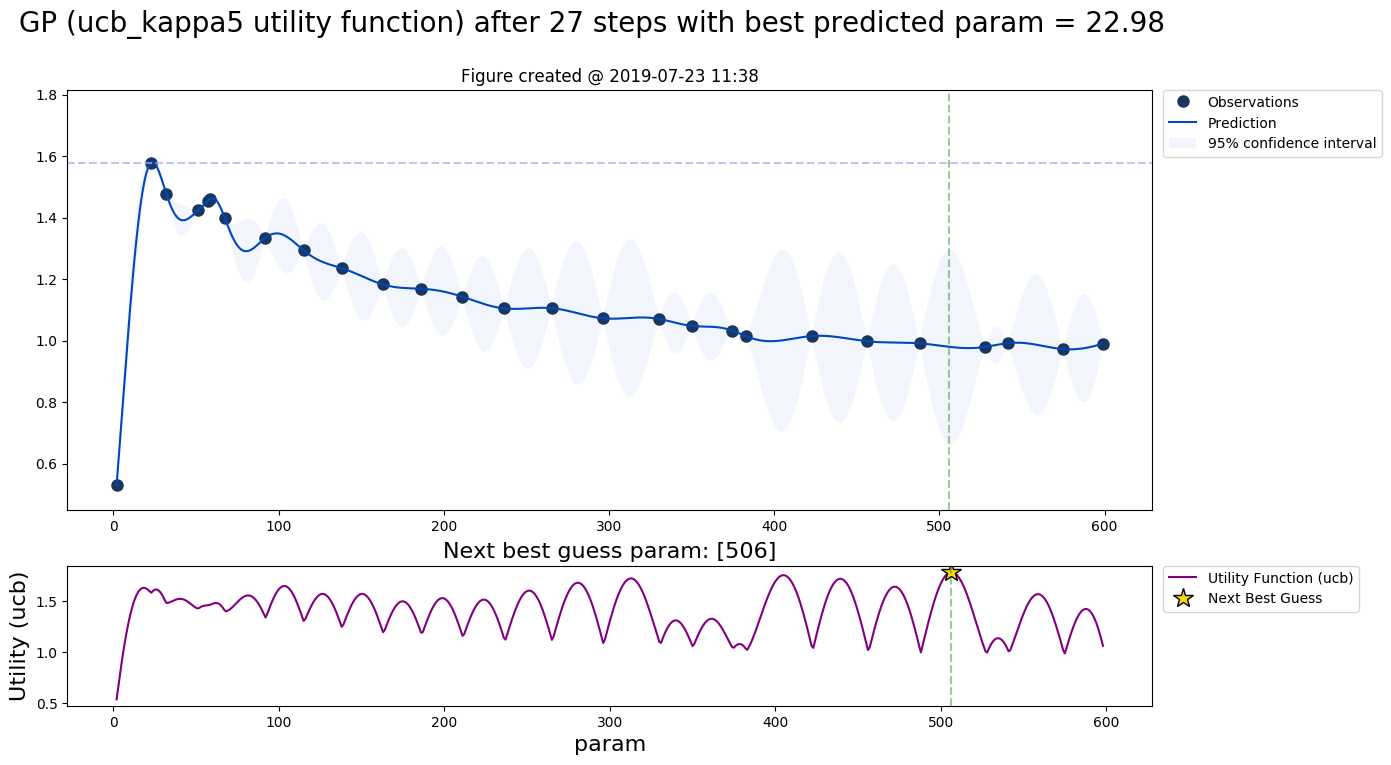 GP (ucb_kappa5 utility function) after 27 steps with best predicted param = 22.98
Figure created @ 2019-07-23 11:38
1.8
1.6
1.4
1.2
1.0
0.8
0.6
0
100
200
300
400
500
600
Observations
Prediction
95% confidence interval
Next best guess param: [506]
Utility (ucb)
1.5
1.0
0.5
0
100
200
300
400
500
600
param
Utility Function (ucb)
Next Best Guess